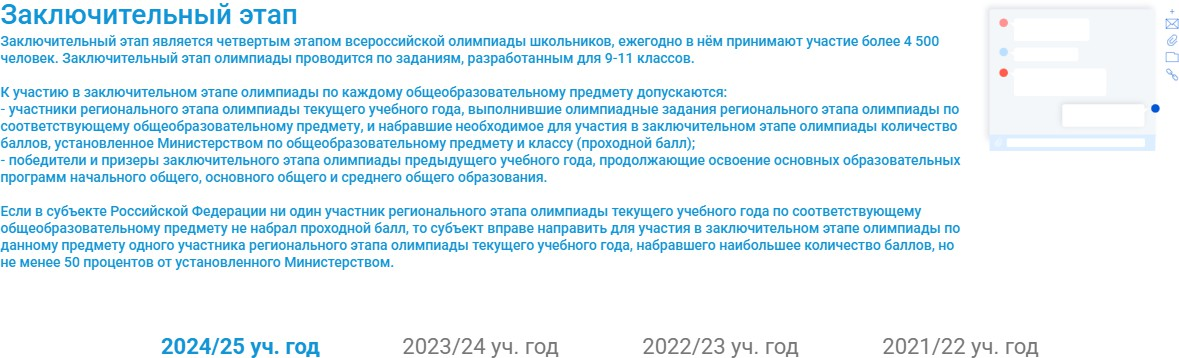 Заключительный этап
Заключительный этап является четвертым этапом всероссийской олимпиады школьников, ежегодно в нём принимают участие более 4 500
человек. Заключительный этап олимпиады проводится по заданиям, разработанным для 9-11 классов.
К участию в заключительном этапе олимпиады по каждому общеобразовательному предмету допускаются:
- участники регионального этапа олимпиады текущего учебного года, выполнившие олимпиадные задания регионального этапа олимпиады по
соответствующему общеобразовательному предмету, и набравшие необходимое для участия в заключительном этапе олимпиады количество
баллов, установленное Министерством по общеобразовательному предмету и классу (проходной балл);
- победители и призеры заключительного этапа олимпиады предыдущего учебного года, продолжающие освоение основных образовательных
программ начального общего, основного общего и среднего общего образования.
Если в субъекте Российской Федерации ни один участник регионального этапа олимпиады текущего учебного года по соответствующему
общеобразовательному предмету не набрал проходной балл, то субъект вправе направить для участия в заключительном этапе олимпиады по
данному предмету одного участника регионального этапа олимпиады текущего учебного года, набравшего наибольшее количество баллов, но
не менее 50 процентов от установленного Министерством.
2024/25 уч. год 2023/24 уч. год 2022/23 уч. год 2021/22 уч. год